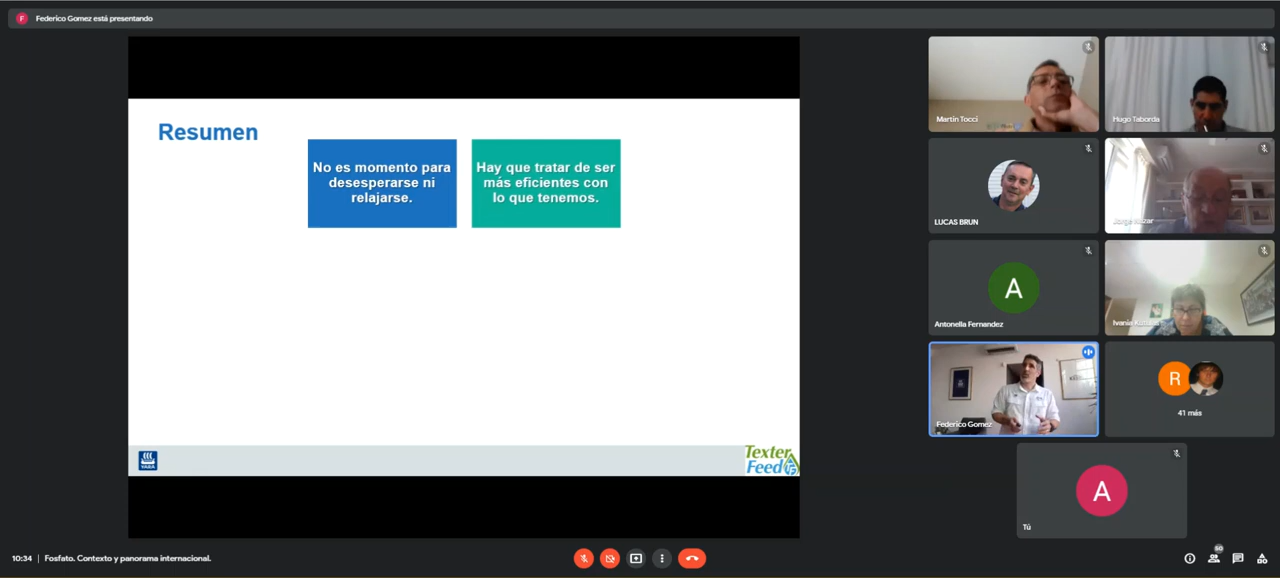 F
Federico Gomez está presentando
Resumen
No es momento para
desesperarse ni
relajarse.
Hay que tratar de ser
más eficientes con
lo que tenemos.
YARA
Texter
Feed
Martín Tocci
Hugo Taborda
LUCAS BRUN
A
Antonella Fernandez
Ivania
Federico Gomez
R
41 más
A
Tú
10:34 | Fosfato. Contexto y panorama internacional.
50